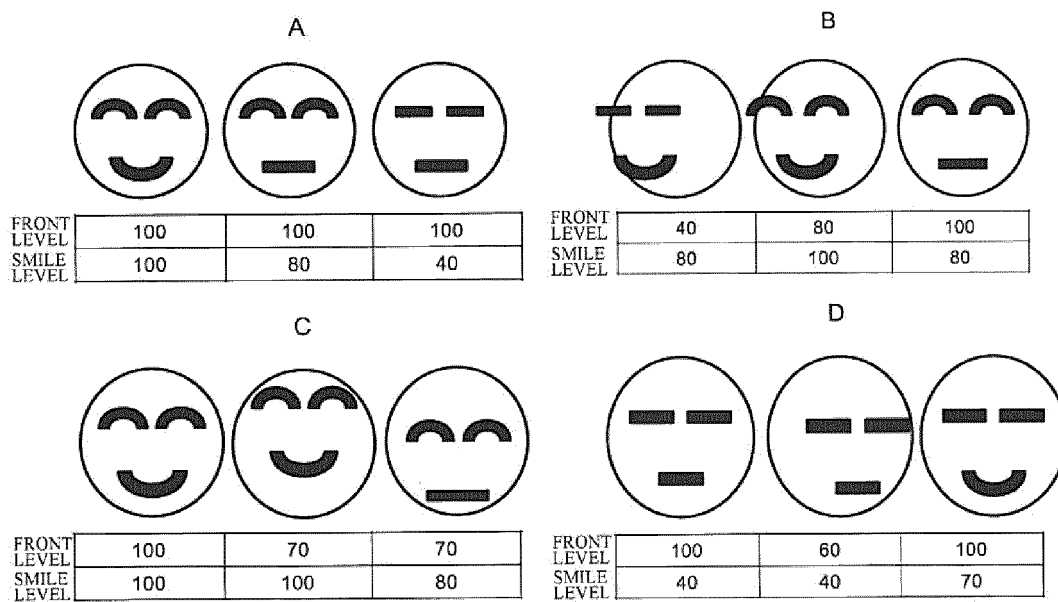 A
FRONT LEVEL 100 100 100
SMILE LEVEL 100 80 40
B
FRONT LEVEL 40 80 100
SMILE LEVEL 80 100 80
C
FRONT LEVEL 100 70 70
SMILE LEVEL 100 100 80
D
FRONT LEVEL 100 60 100
SMILE LEVEL 40 40 70